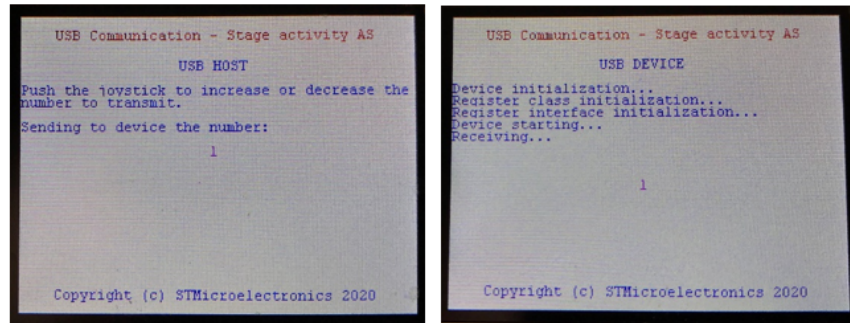 USB Communication - Stage activity AS
USB HOST
Push the joystick to increase or decrease the
number to transmit.
Sending to device the number:
1
Copyright (c) STMicroelectronics 2020
USB Communication - Stage activity AS
USB DEVICE
Device initialization...
Register class initialization...
Register interface initialization...
Device starting...
Receiving...
1
Copyright (c) STMicroelectronics 2020